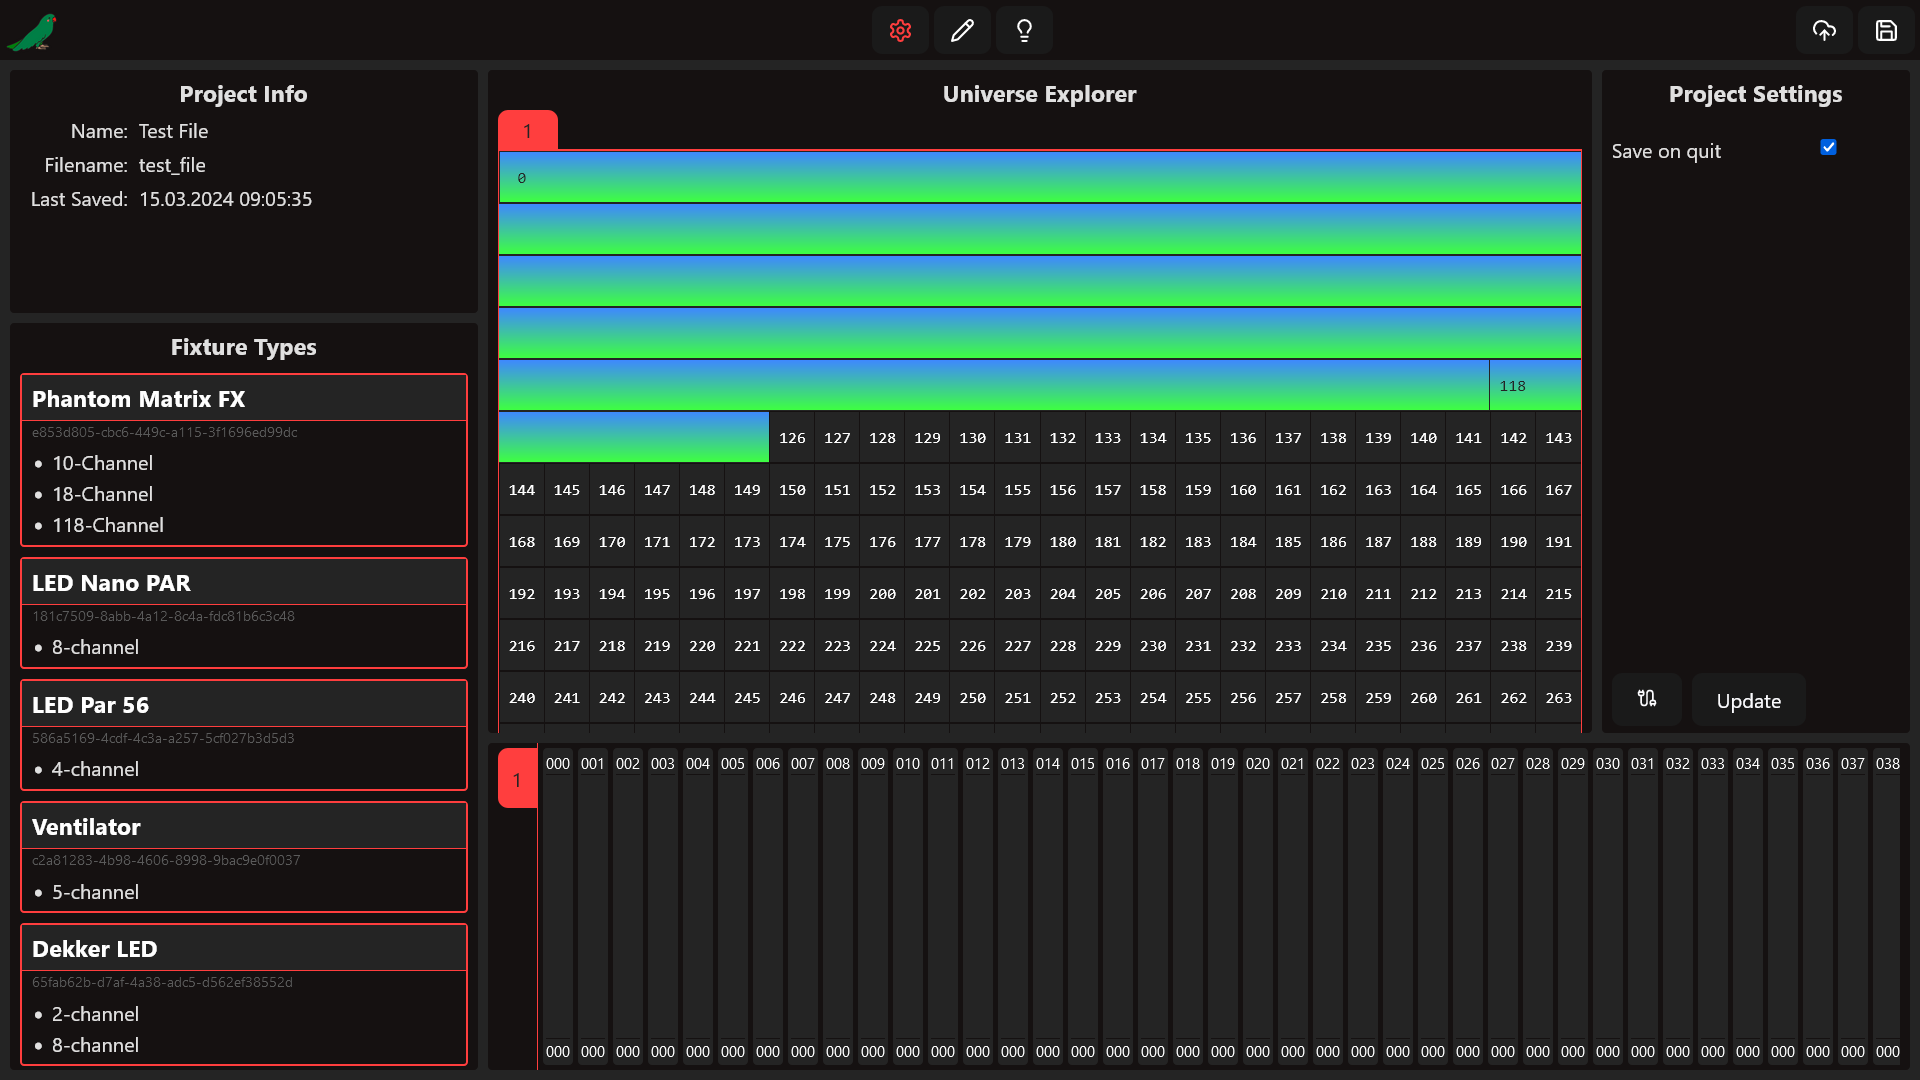 Project Info
Name: Test File
Filename: test_file
Last Saved: 15.03.2024 09:05:35
Fixture Types
Phantom Matrix FX
e853d805-cbc6-449c-a115-3f1696ed99dc
• 10-Channel
• 18-Channel
• 118-Channel
LED Nano PAR
181c7509-8abb-4a12-8c4a-fdc81b6c3c48
• 8-channel
LED Par 56
586a5169-4cdf-4c3a-a257-5cf027b3d5d3
• 4-channel
Ventilator
c2a81283-4b98-4606-8998-9bac9e0f0037
• 5-channel
Dekker LED
65fab62b-d7af-4a38-adc5-d562ef38552d
• 2-channel
• 8-channel
Universe Explorer
1
0
118
126 127 128 129 130 131 132 133 134 135 136 137 138 139 140 141 142 143
144 145 146 147 148 149 150 151 152 153 154 155 156 157 158 159 160 161 162 163 164 165 166 167
168 169 170 171 172 173 174 175 176 177 178 179 180 181 182 183 184 185 186 187 188 189 190 191
192 193 194 195 196 197 198 199 200 201 202 203 204 205 206 207 208 209 210 211 212 213 214 215
216 217 218 219 220 221 222 223 224 225 226 227 228 229 230 231 232 233 234 235 236 237 238 239
240 241 242 243 244 245 246 247 248 249 250 251 252 253 254 255 256 257 258 259 260 261 262 263
Project Settings
Save on quit
Update
1
000 001 002 003 004 005 006 007 008 009 010 011 012 013 014 015 016 017 018 019 020 021 022 023 024 025 026 027 028 029 030 031 032 033 034 035 036 037 038
000 000 000 000 000 000 000 000 000 000 000 000 000 000 000 000 000 000 000 000 000 000 000 000 000 000 000 000 000 000 000 000 000 000 000 000 000 000 000